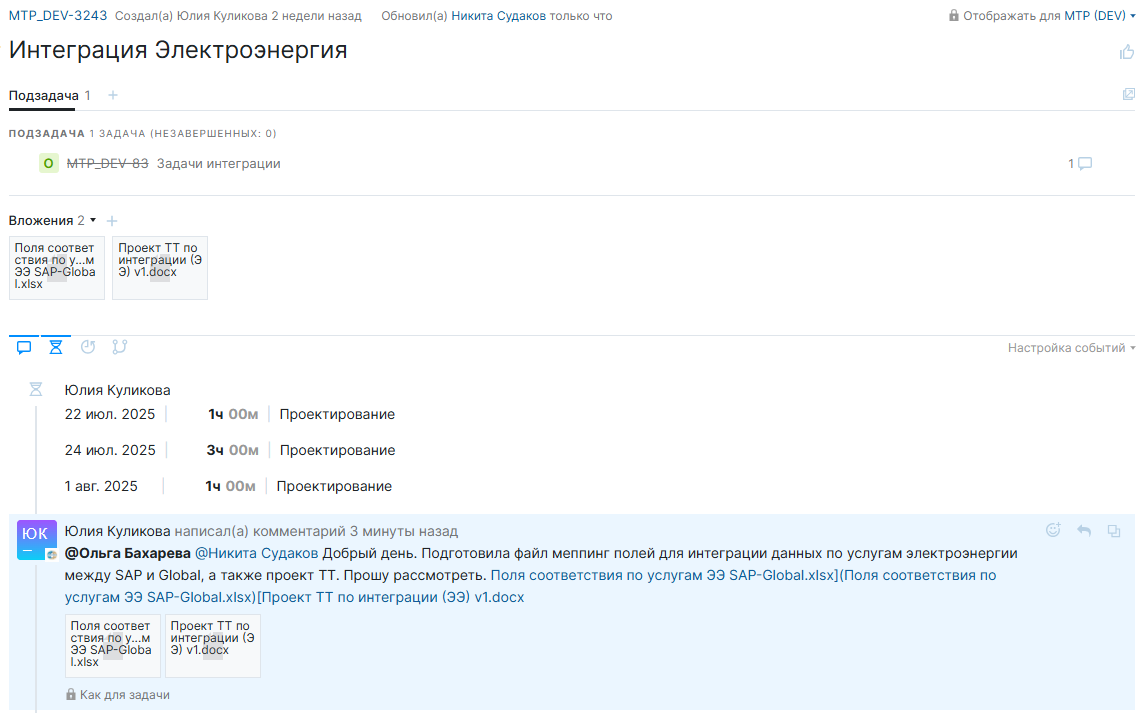 MTP_DEV-3243 Создал(а) Юлия Куликова 2 недели назад Обновил(а) Никита Судаков только что Отображать для MTP (DEV)
Интеграция Электроэнергия
Подзадача 1 +
ПОДЗАДАЧА 1 ЗАДАЧА (НЕЗАВЕРШЕННЫХ: 0)
O MTP_DEV-83 Задачи интеграции 1
Вложения 2 +
Поля соответ
ствия по у...м
ЭЭ SAP-Globa
l.xlsx
Проект ТТ по
интеграции (Э
Э) v1.docx
Настройка событий
Юлия Куликова
22 июл. 2025 1ч 00м Проектирование
24 июл. 2025 3ч 00м Проектирование
1 авг. 2025 1ч 00м Проектирование
ЮК
Юлия Куликова написал(а) комментарий 3 минуты назад
@Ольга Бахарева @Никита Судаков Добрый день. Подготовила файл меппинг полей для интеграции данных по услугам электроэнергии
между SAP и Global, а также проект ТТ. Прошу рассмотреть. Поля соответствия по услугам ЭЭ SAP-Global.xlsx](Поля соответствия по
услугам ЭЭ SAP-Global.xlsx)[Проект ТТ по интеграции (ЭЭ) v1.docx
Поля соответ
ствия по у...м
ЭЭ SAP-Globa
l.xlsx
Проект ТТ по
интеграции (Э
Э) v1.docx
Как для задачи